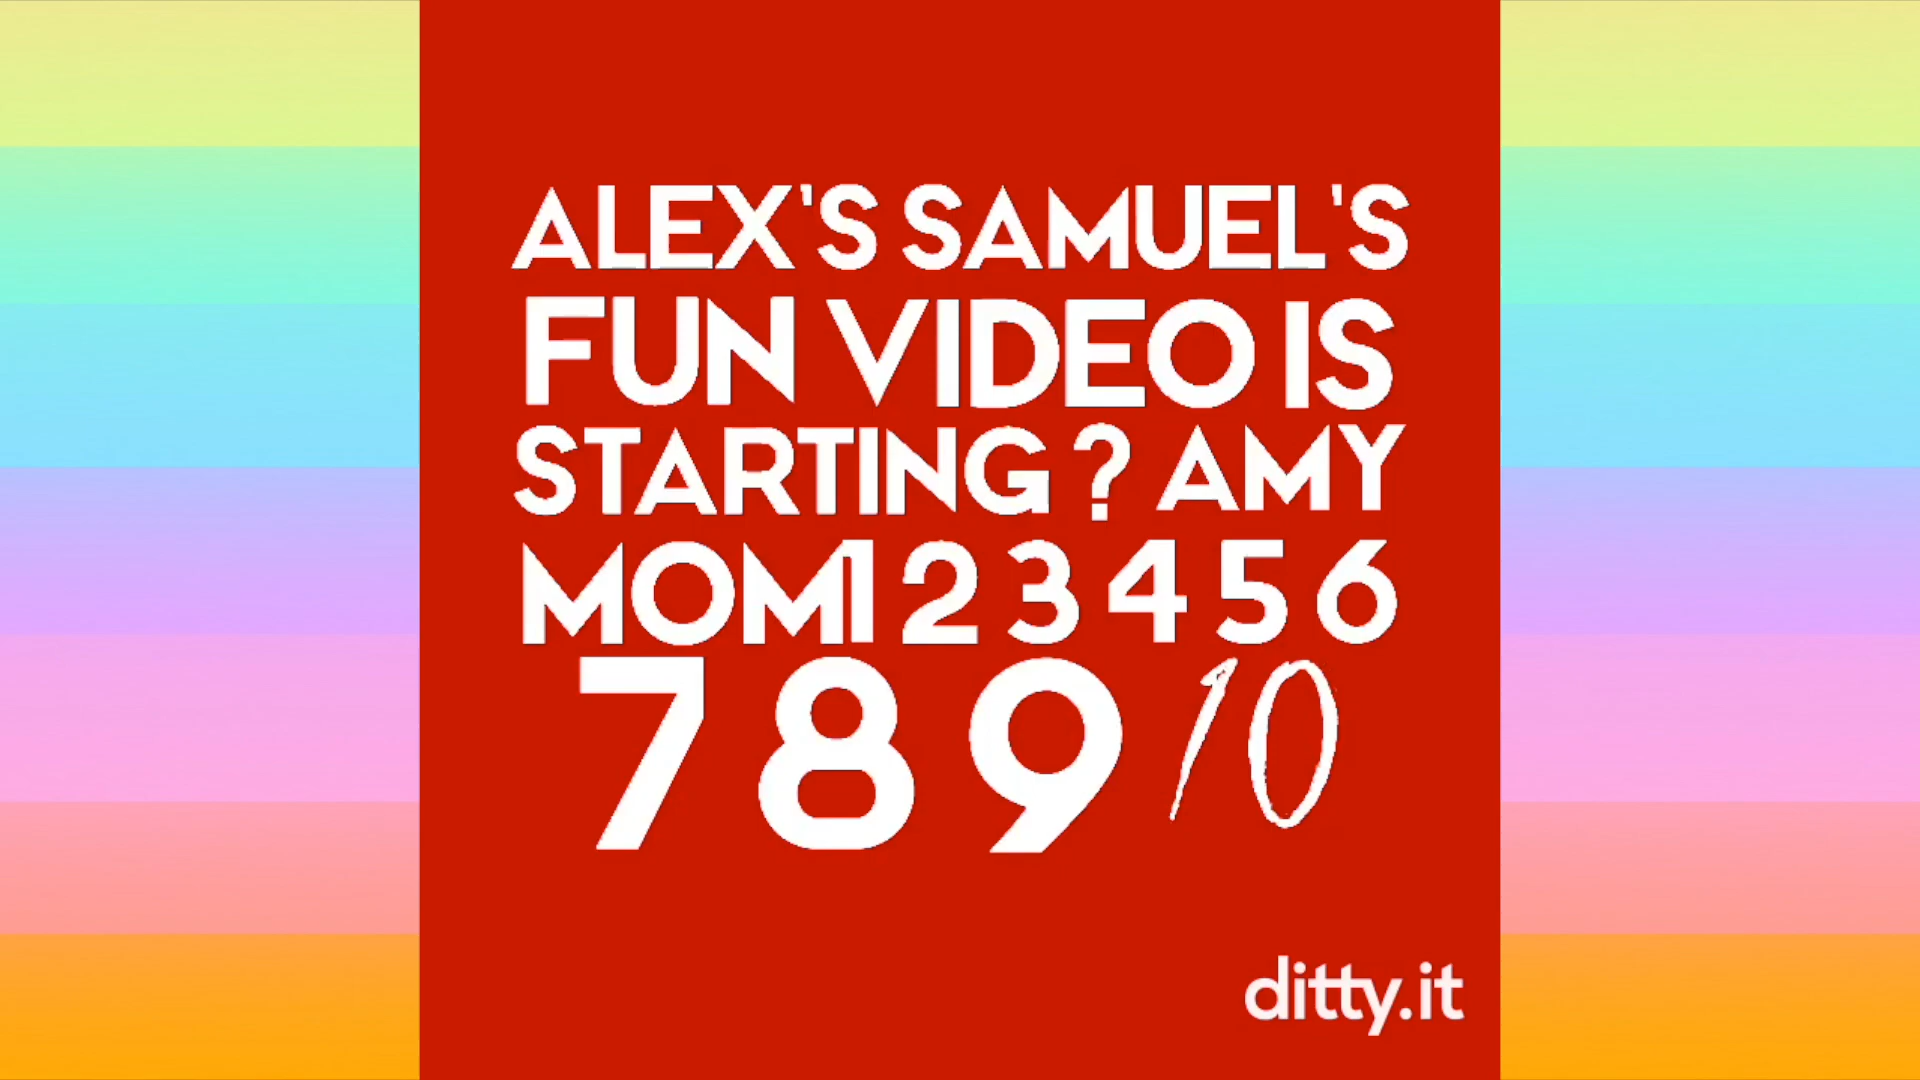 ALEX'S SAMUEL'S
FUN VIDEO IS
STARTING ? AMY
MOM1 2 3 4 5 6
7 8 9 10
ditty.it